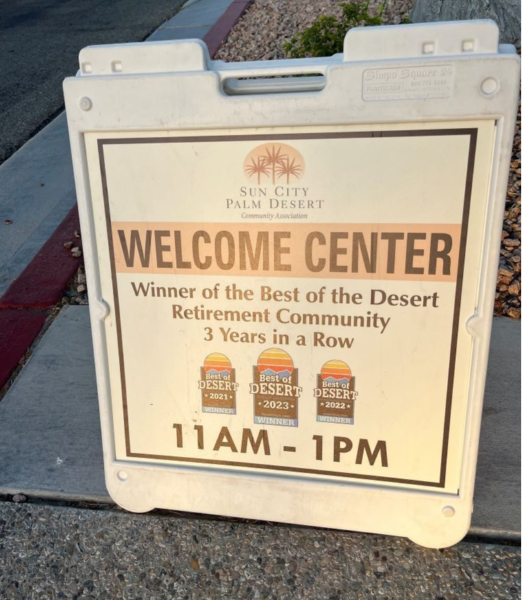 SUN CITY
PALM DESERT
Community Association
WELCOME CENTER
Winner of the Best of the Desert
Retirement Community
3 Years in a Row
Best of
DESERT
• 2021 •
WINNER
Best of
DESERT
• 2023 •
WINNER
Best of
DESERT
• 2022 •
WINNER
11AM - 1PM